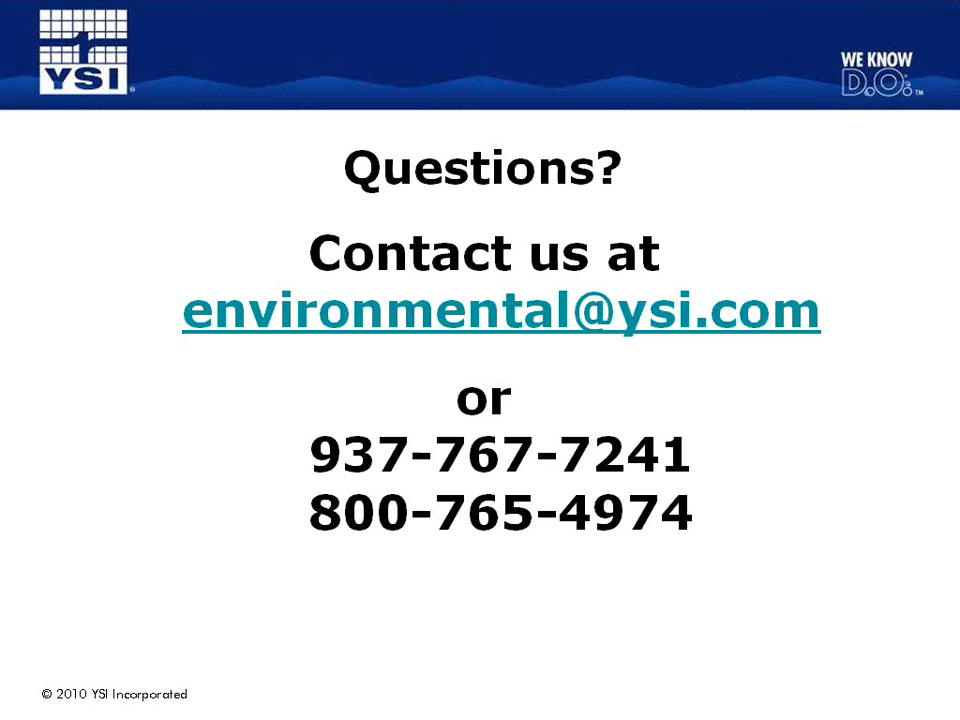 YSI
WE KNOW
D.O. ™
Questions?
Contact us at
environmental@ysi.com
or
937-767-7241
800-765-4974
© 2010 YSI Incorporated